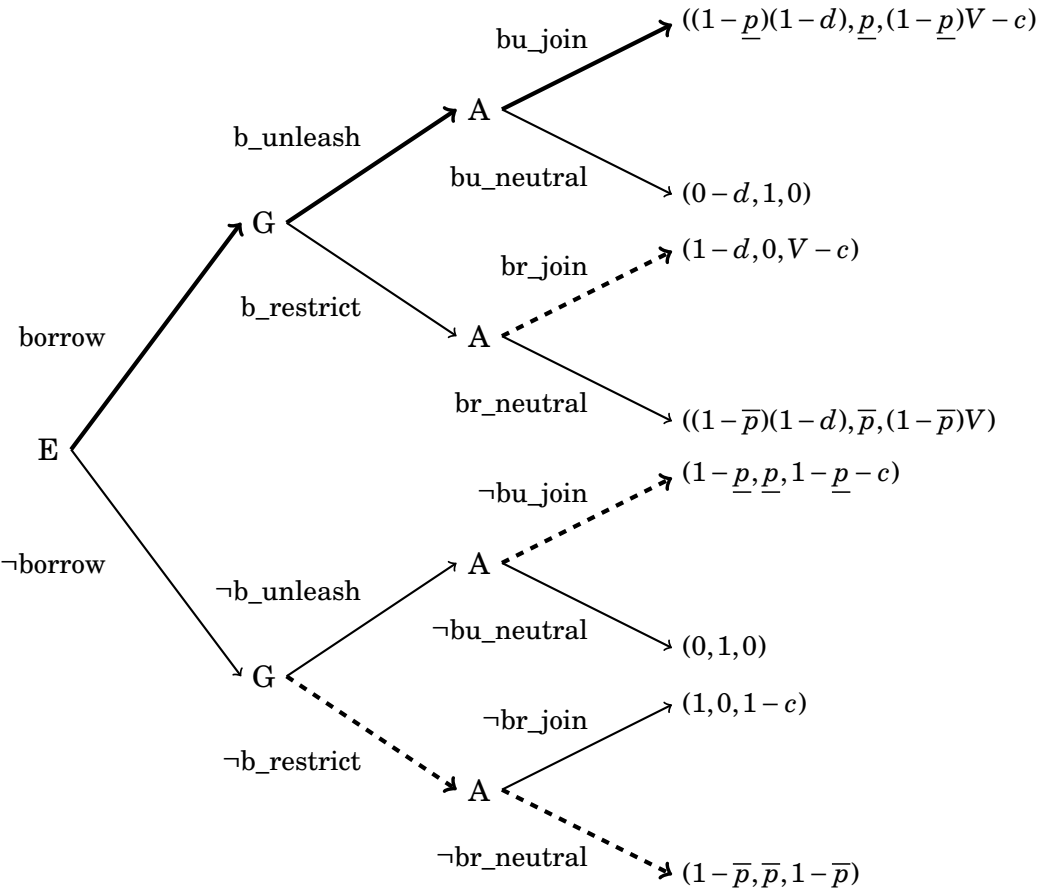 bu_join
((1−p̲)(1−d),p̲,(1−p̲)V−c)
A
b_unleash
bu_neutral
(0−d,1,0)
G
br_join
(1−d,0,V−c)
b_restrict
A
borrow
br_neutral
((1−p̅)(1−d),p̅,(1−p̅)V)
E
¬bu_join
(1−p̲,p̲,1−p̲−c)
¬borrow
A
¬b_unleash
¬bu_neutral
(0,1,0)
G
¬br_join
(1,0,1−c)
¬b_restrict
A
¬br_neutral
(1−p̅,p̅,1−p̅)